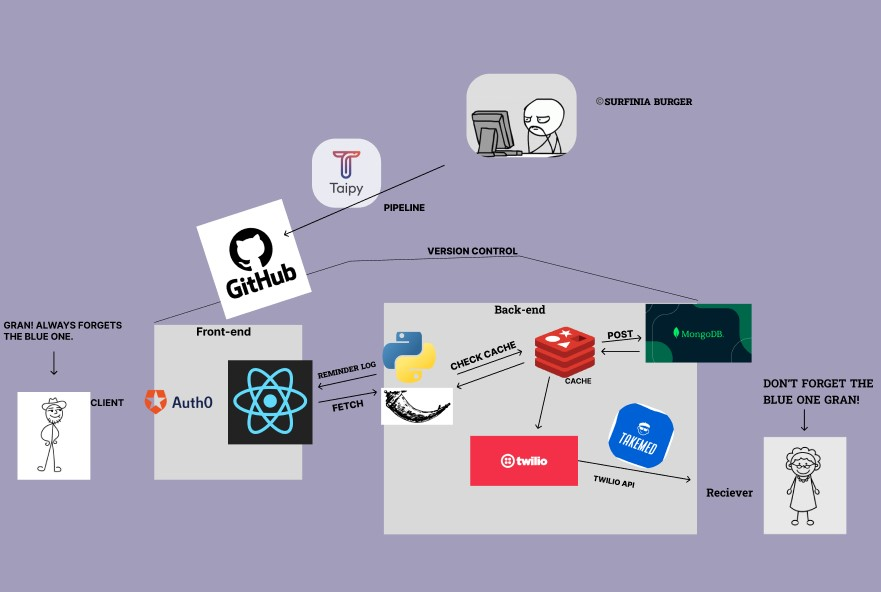 ©SURFINIA BURGER
Taipy
PIPELINE
GitHub
VERSION CONTROL
Back-end
GRAN! ALWAYS FORGETS
THE BLUE ONE.
Front-end
MongoDB.
POST
CHECK CACHE
REMINDER LOG
CACHE
DON'T FORGET THE
BLUE ONE GRAN!
CLIENT
Auth0
FETCH
TAKEMED
twilio
TWILIO API
Reciever